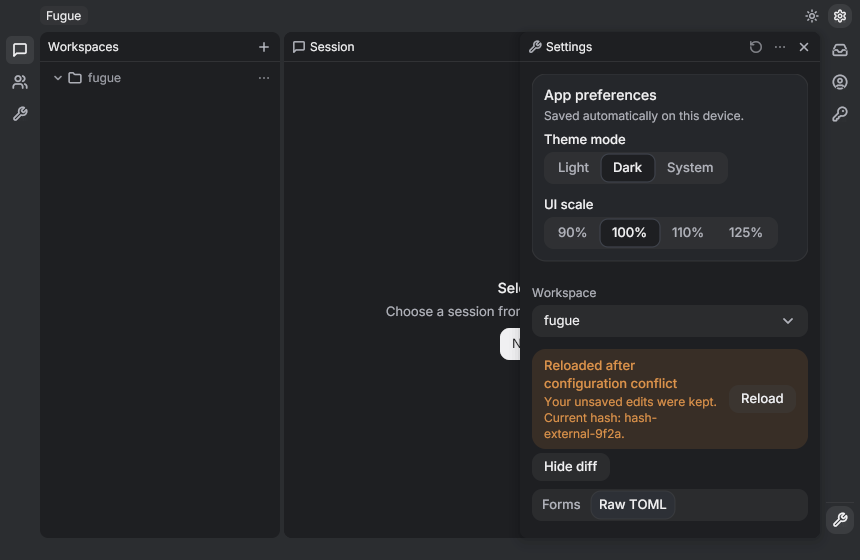 Fugue
Workspaces
fugue
Session
Choose a session from
Settings
App preferences
Saved automatically on this device.
Theme mode
Light Dark System
UI scale
90% 100% 110% 125%
Workspace
fugue
Reloaded after
configuration conflict
Your unsaved edits were kept.
Current hash: hash-
external-9f2a.
Reload
Hide diff
Forms Raw TOML